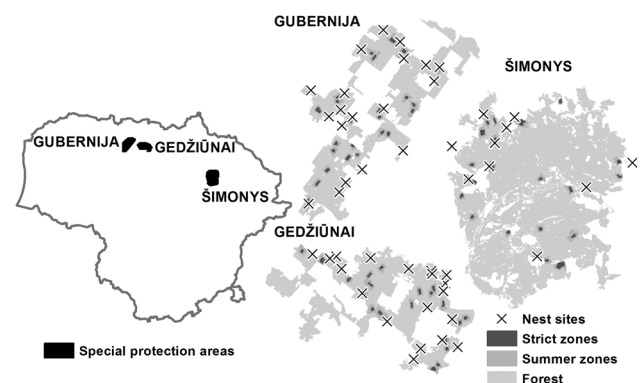 GUBERNIJA
ŠIMONYS
GUBERNIJA
GEDŽIŪNAI
ŠIMONYS
GEDŽIŪNAI
Nest sites
Strict zones
Special protection areas
Summer zones
Forest